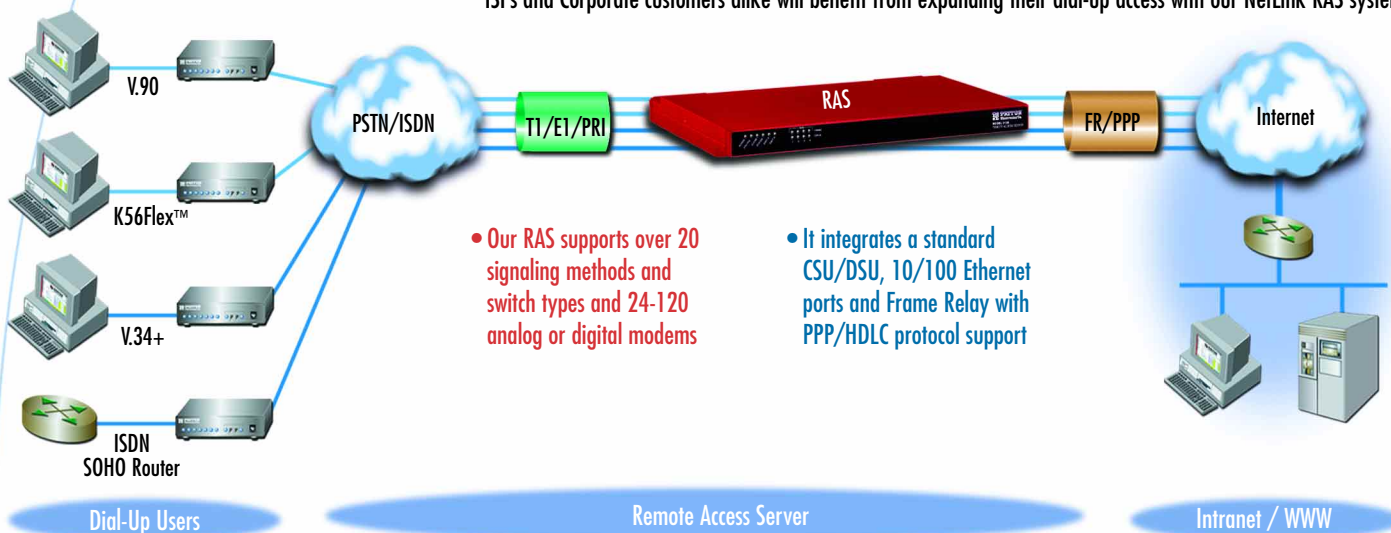 ISPs and Corporate customers alike will benefit from expanding their dial-up access with our NetLink RAS system
V.90
K56Flex™
V.34+
ISDN
SOHO Router
PSTN/ISDN
T1/E1/PRI
RAS
PATTON
FR/PPP
Internet
• Our RAS supports over 20
signaling methods and
switch types and 24-120
analog or digital modems
• It integrates a standard
CSU/DSU, 10/100 Ethernet
ports and Frame Relay with
PPP/HDLC protocol support
Dial-Up Users
Remote Access Server
Intranet / WWW